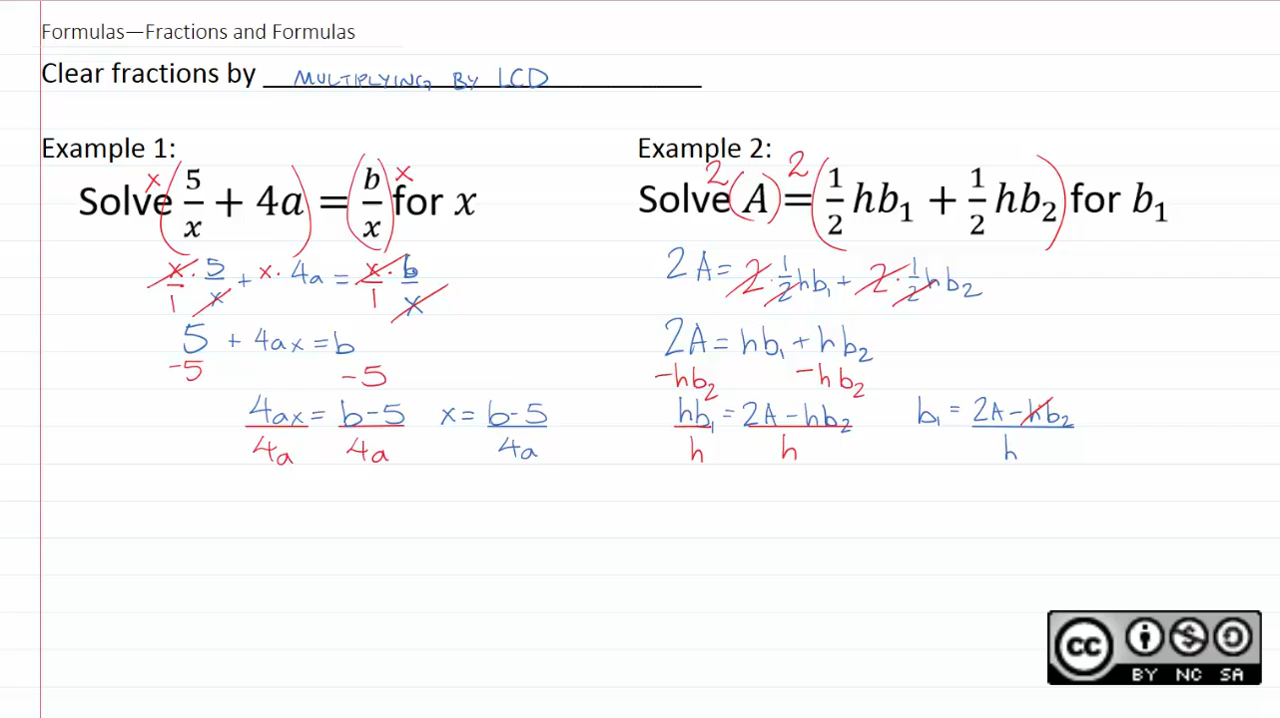 Formulas—Fractions and Formulas
Clear fractions by MULTIPLYING BY LCD
Example 1:
x x
Solve 5/x + 4a = b/x for x
x/1 · 5/x + x · 4a = x/1 · b/x
5 + 4ax = b
-5 -5
4ax = b-5 x = b-5
4a 4a 4a
Example 2:
2 2
Solve A = 1/2 hb₁ + 1/2 hb₂ for b₁
2A = 2 · 1/2 hb₁ + 2 · 1/2 hb₂
2A = hb₁ + hb₂
-hb₂ -hb₂
hb₁ = 2A - hb₂ b₁ = 2A - hb₂
h h h
CC BY NC SA